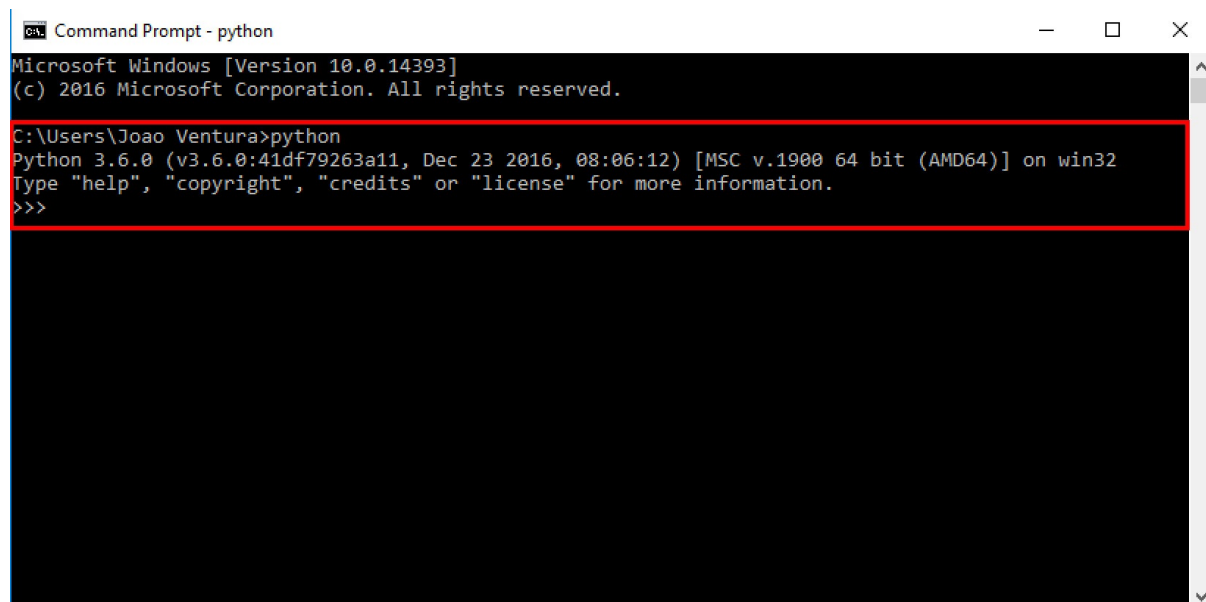 Command Prompt - python
Microsoft Windows [Version 10.0.14393]
(c) 2016 Microsoft Corporation. All rights reserved.
C:\Users\Joao Ventura>python
Python 3.6.0 (v3.6.0:41df79263a11, Dec 23 2016, 08:06:12) [MSC v.1900 64 bit (AMD64)] on win32
Type "help", "copyright", "credits" or "license" for more information.
>>>